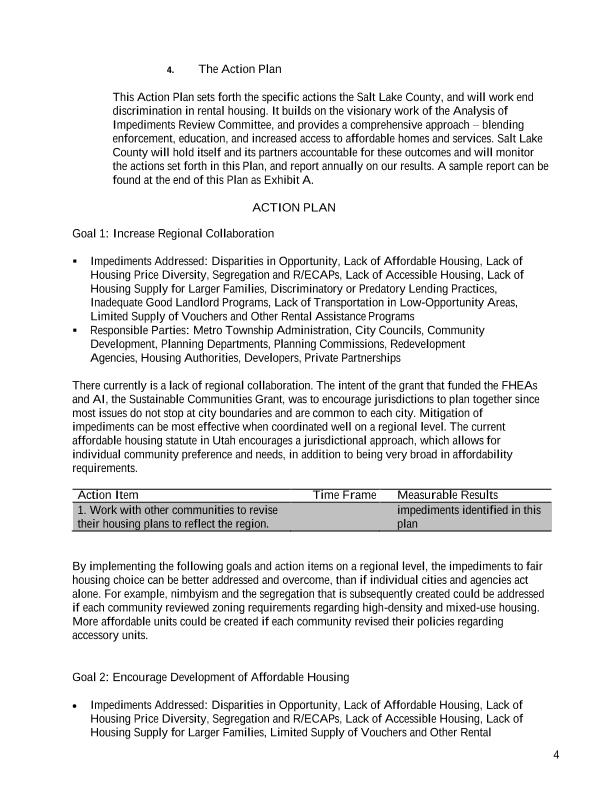 4. The Action Plan
This Action Plan sets forth the specific actions the Salt Lake County, and will work end
discrimination in rental housing. It builds on the visionary work of the Analysis of
Impediments Review Committee, and provides a comprehensive approach – blending
enforcement, education, and increased access to affordable homes and services. Salt Lake
County will hold itself and its partners accountable for these outcomes and will monitor
the actions set forth in this Plan, and report annually on our results. A sample report can be
found at the end of this Plan as Exhibit A.
ACTION PLAN
Goal 1: Increase Regional Collaboration
▪ Impediments Addressed: Disparities in Opportunity, Lack of Affordable Housing, Lack of
Housing Price Diversity, Segregation and R/ECAPs, Lack of Accessible Housing, Lack of
Housing Supply for Larger Families, Discriminatory or Predatory Lending Practices,
Inadequate Good Landlord Programs, Lack of Transportation in Low-Opportunity Areas,
Limited Supply of Vouchers and Other Rental Assistance Programs
▪ Responsible Parties: Metro Township Administration, City Councils, Community
Development, Planning Departments, Planning Commissions, Redevelopment
Agencies, Housing Authorities, Developers, Private Partnerships
There currently is a lack of regional collaboration. The intent of the grant that funded the FHEAs
and AI, the Sustainable Communities Grant, was to encourage jurisdictions to plan together since
most issues do not stop at city boundaries and are common to each city. Mitigation of
impediments can be most effective when coordinated well on a regional level. The current
affordable housing statute in Utah encourages a jurisdictional approach, which allows for
individual community preference and needs, in addition to being very broad in affordability
requirements.
Action Item Time Frame Measurable Results
1. Work with other communities to revise impediments identified in this
their housing plans to reflect the region. plan
By implementing the following goals and action items on a regional level, the impediments to fair
housing choice can be better addressed and overcome, than if individual cities and agencies act
alone. For example, nimbyism and the segregation that is subsequently created could be addressed
if each community reviewed zoning requirements regarding high-density and mixed-use housing.
More affordable units could be created if each community revised their policies regarding
accessory units.
Goal 2: Encourage Development of Affordable Housing
• Impediments Addressed: Disparities in Opportunity, Lack of Affordable Housing, Lack of
Housing Price Diversity, Segregation and R/ECAPs, Lack of Accessible Housing, Lack of
Housing Supply for Larger Families, Limited Supply of Vouchers and Other Rental
4